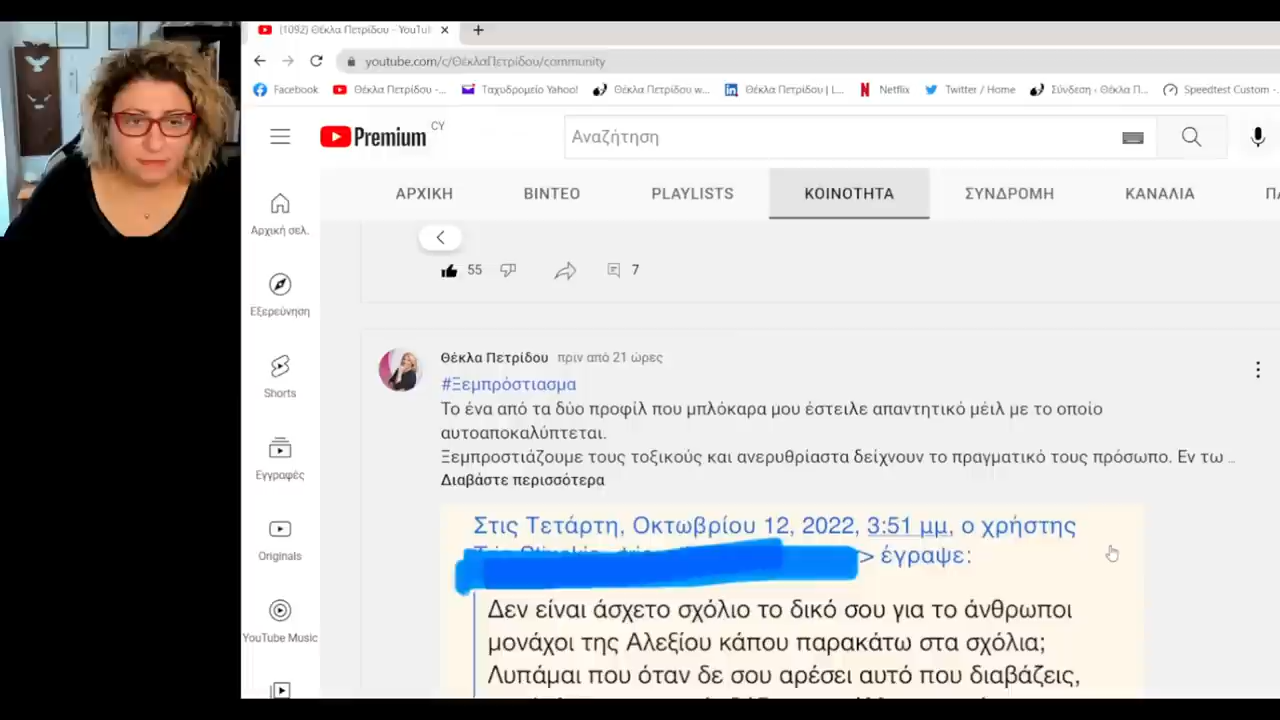 (1092) Θέκλα Πετρίδου - YouTu
youtube.com/c/ΘέκλαΠετρίδου/community
Facebook Θέκλα Πετρίδου -... Ταχυδρομείο Yahoo! Θέκλα Πετρίδου w... Θέκλα Πετρίδου | L... Netflix Twitter / Home Σύνδεση ‹ Θέκλα Π... Speedtest Custom -
Premium CY
Αναζήτηση
ΑΡΧΙΚΗ ΒΙΝΤΕΟ PLAYLISTS ΚΟΙΝΟΤΗΤΑ ΣΥΝΔΡΟΜΗ ΚΑΝΑΛΙΑ
Αρχική σελ.
Εξερεύνηση
Shorts
Εγγραφές
Originals
YouTube Music
55 7
Θέκλα Πετρίδου πριν από 21 ώρες
#Ξεμπρόστιασμα
Το ένα από τα δύο προφίλ που μπλόκαρα μου έστειλε απαντητικό μέιλ με το οποίο
αυτοαποκαλύπτεται.
Ξεμπροστιάζουμε τους τοξικούς και ανερυθρίαστα δείχνουν το πραγματικό τους πρόσωπο. Εν τω ...
Διαβάστε περισσότερα
Στις Τετάρτη, Οκτωβρίου 12, 2022, 3:51 μμ, ο χρήστης
> έγραψε:
Δεν είναι άσχετο σχόλιο το δικό σου για το άνθρωποι
μονάχοι της Αλεξίου κάπου παρακάτω στα σχόλια;
Λυπάμαι που όταν δε σου αρέσει αυτό που διαβάζεις,